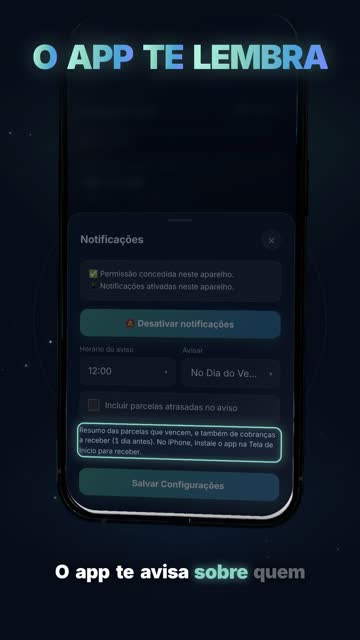 O APP TE LEMBRA
Notificações
×
✅ Permissão concedida neste aparelho.
📱 Notificações ativadas neste aparelho.
🔕 Desativar notificações
Horário do aviso
Avisar
12:00
No Dia do Ve...
Incluir parcelas atrasadas no aviso
Resumo das parcelas que vencem, e também de cobranças
a receber (1 dia antes). No iPhone, instale o app na Tela de
Início para receber.
Salvar Configurações
O app te avisa sobre quem